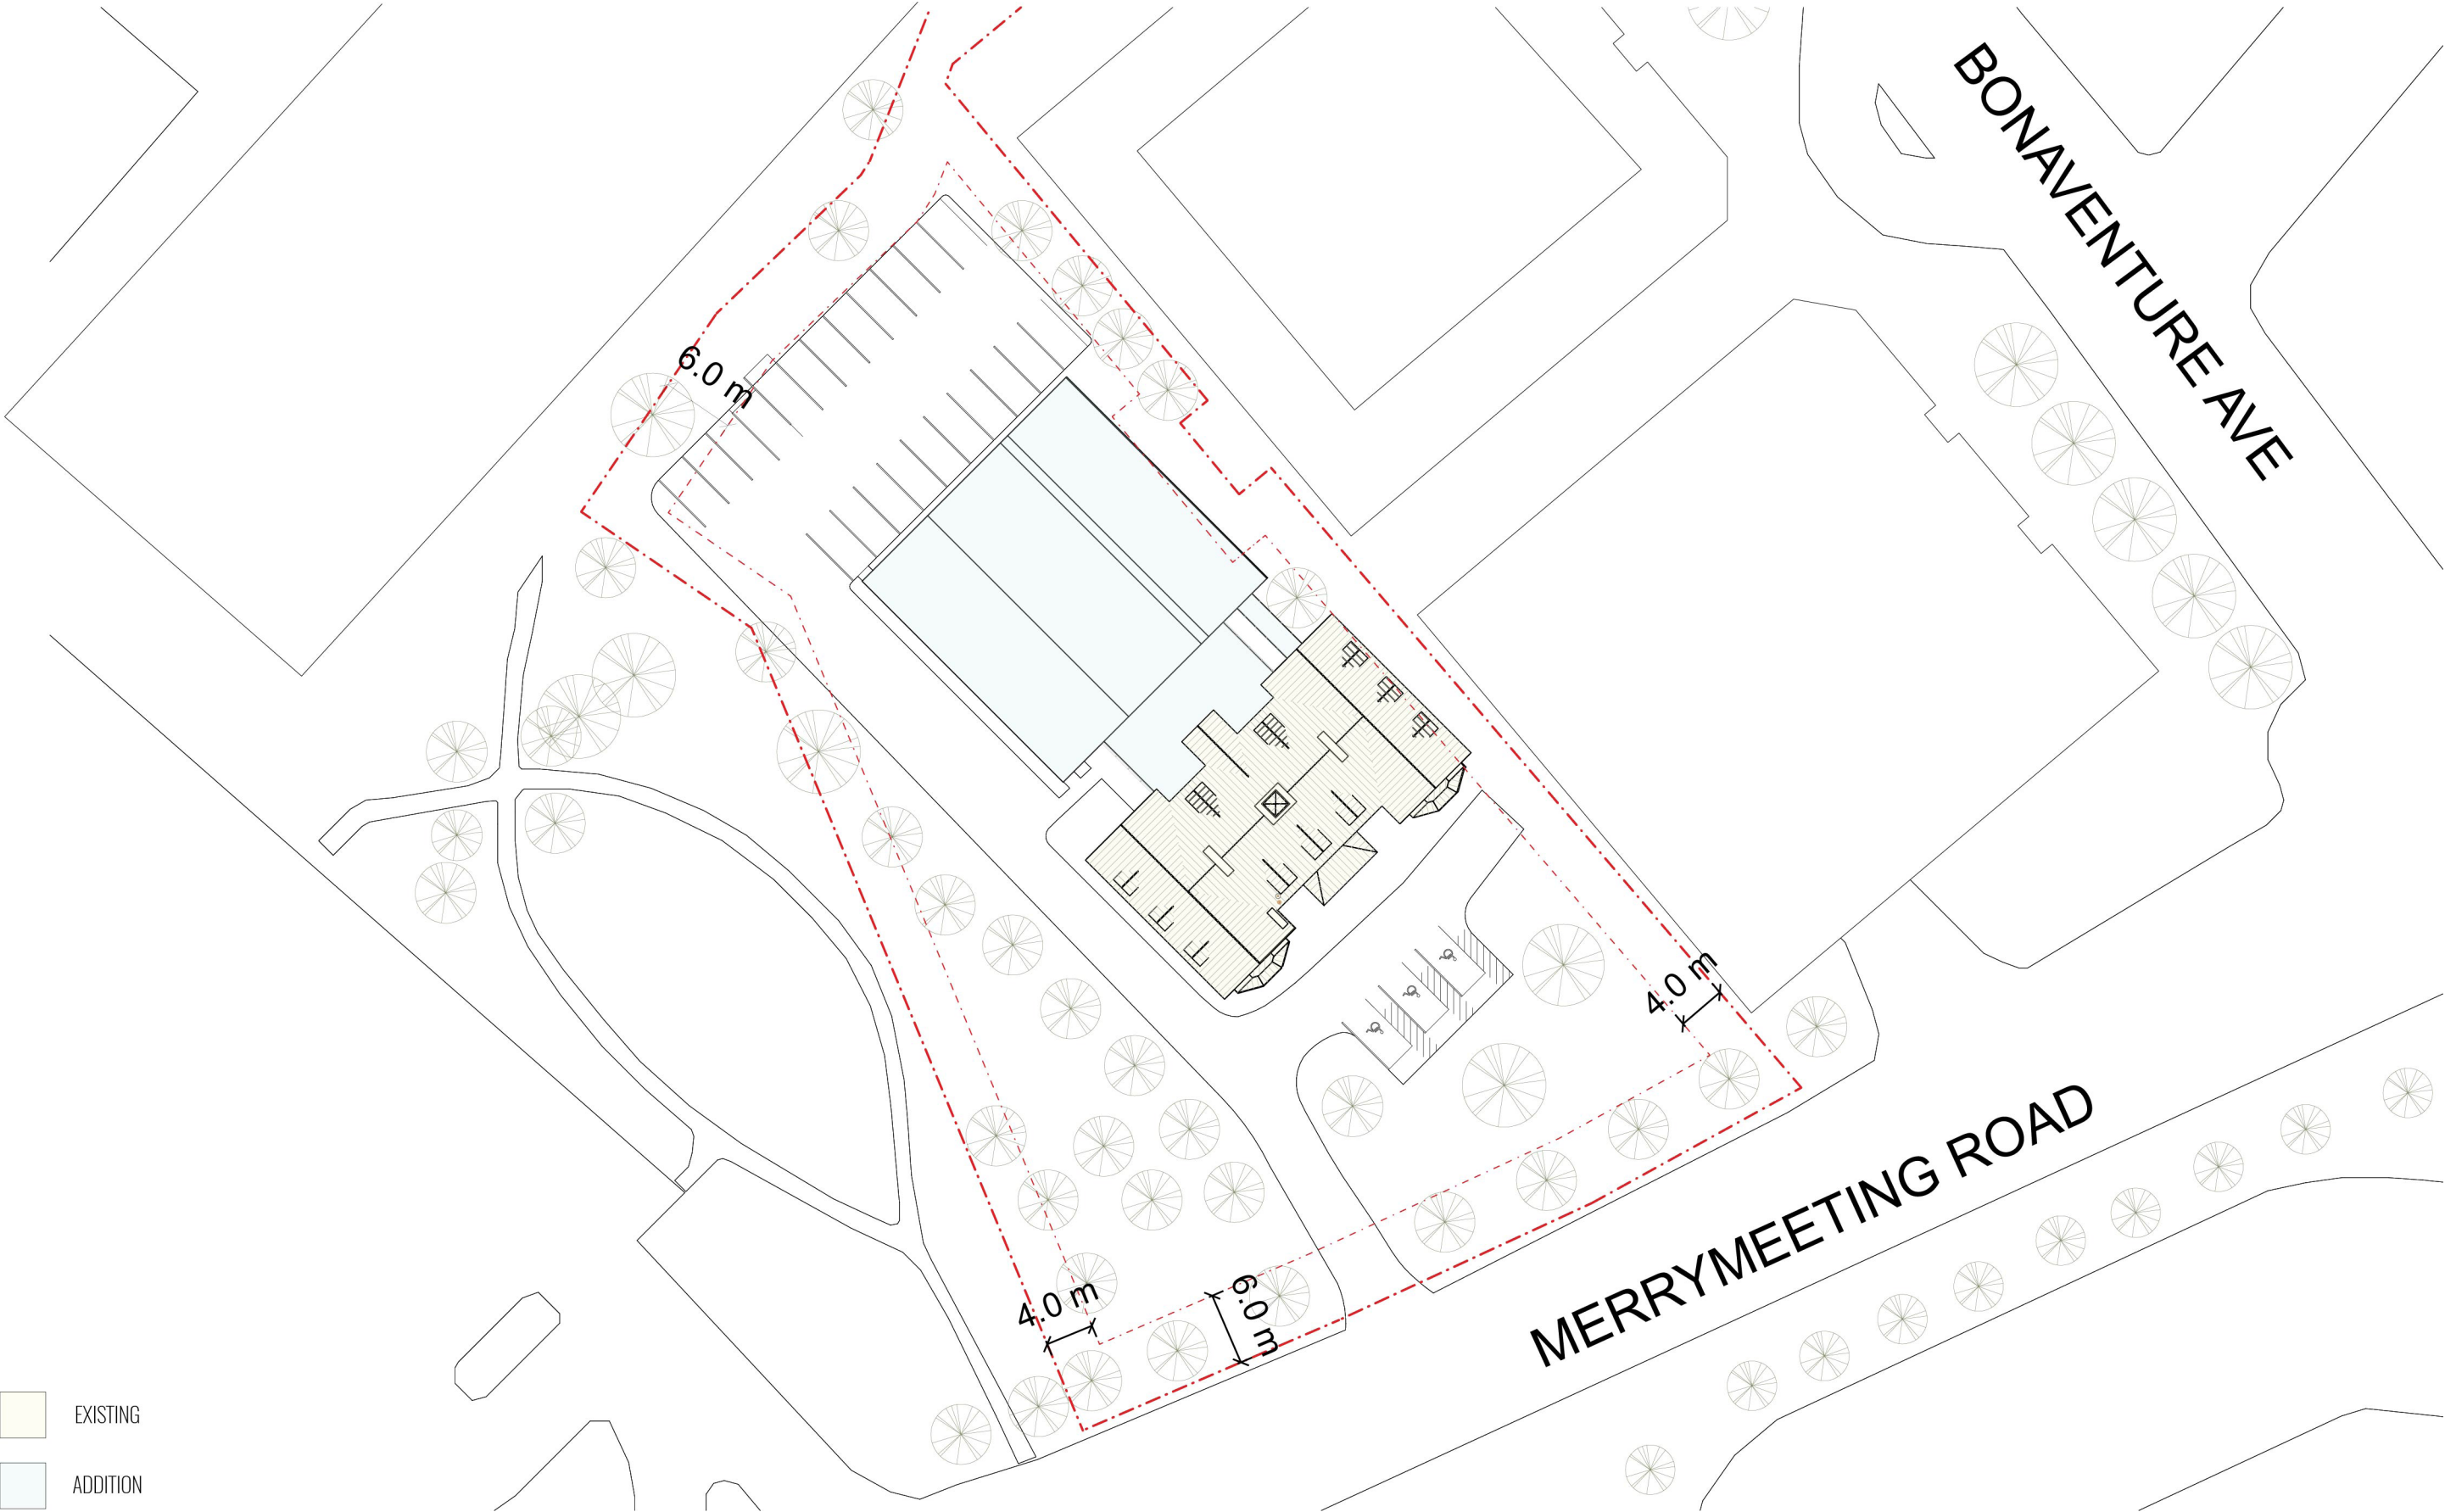 BONAVENTURE AVE
6.0 m
4.0 m
MERRYMEETING ROAD
4.0 m
6.0 m
EXISTING
ADDITION